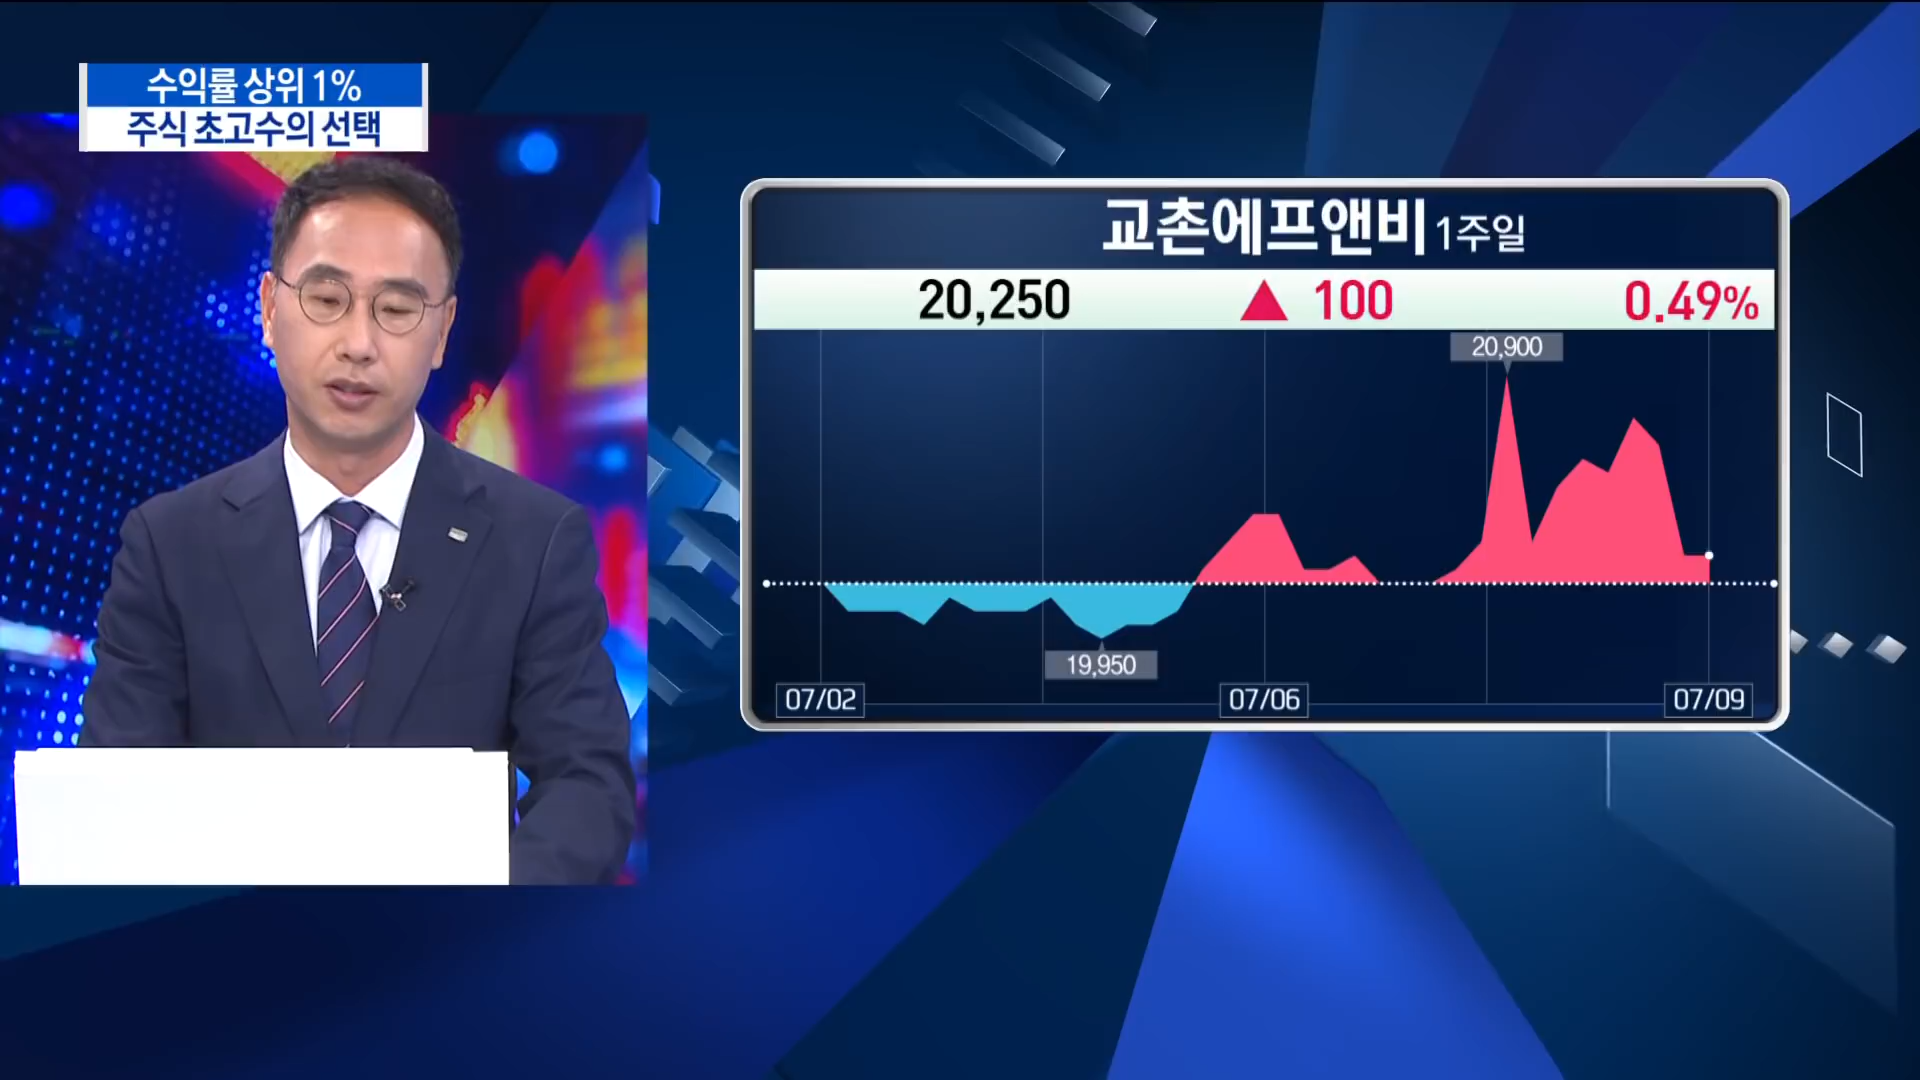 수익률 상위 1%
주식 초고수의 선택
교촌에프앤비 1주일
20,250 ▲ 100 0.49%
20,900
19,950
07/02 07/06 07/09